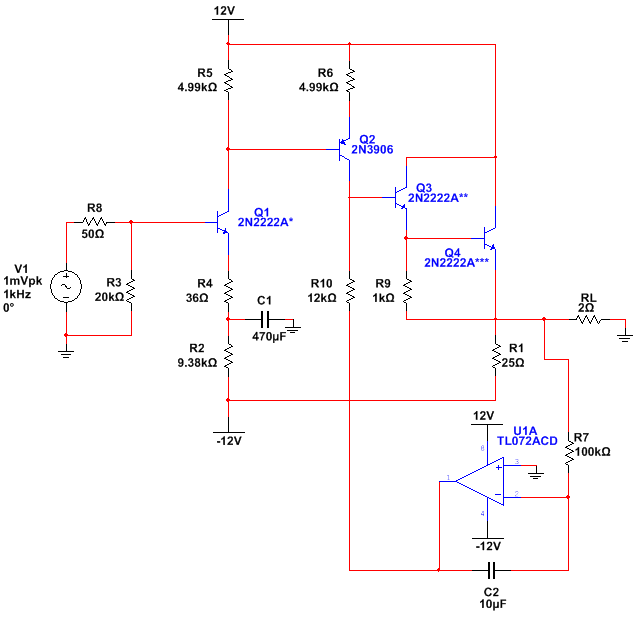 12V
R5
4.99kΩ
R6
4.99kΩ
Q2
2N3906
Q3
2N2222A**
R8
50Ω
Q1
2N2222A*
Q4
2N2222A***
V1
1mVpk
1kHz
0°
R3
20kΩ
R4
36Ω
C1
470µF
R10
12kΩ
R9
1kΩ
RL
2Ω
R2
9.38kΩ
R1
25Ω
-12V
12V
U1A
TL072ACD
R7
100kΩ
8
3
1
2
4
-12V
C2
10µF